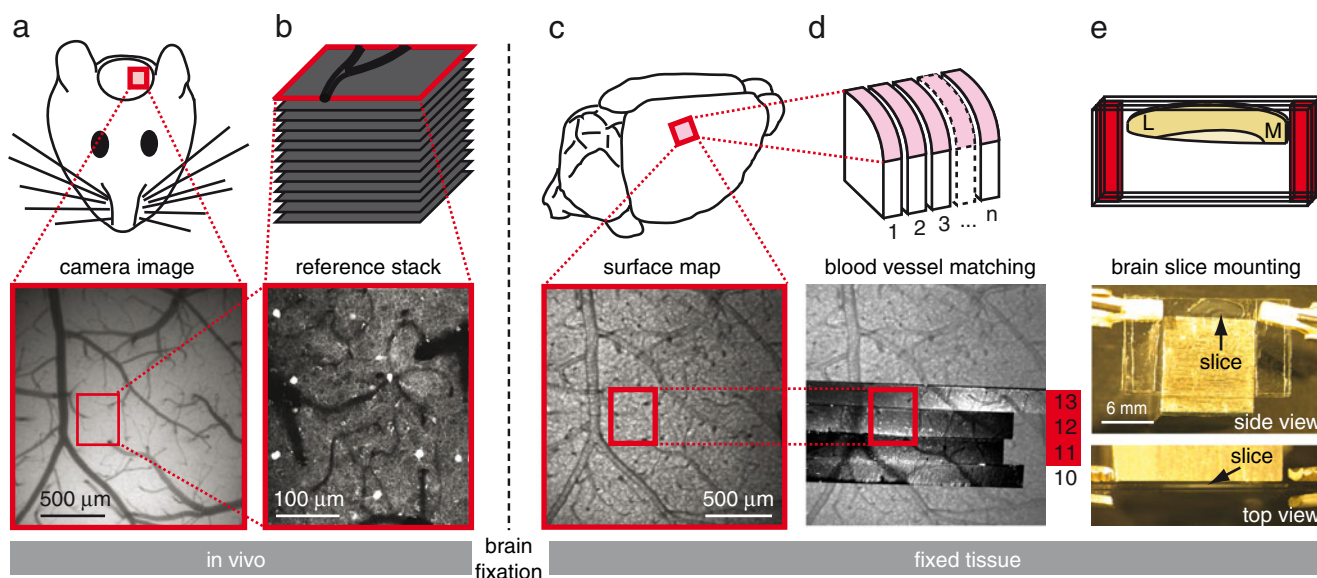 a
b
c
d
e
L
M
1
2
3
...
n
camera image
reference stack
surface map
blood vessel matching
brain slice mounting
500 μm
100 μm
500 μm
13
12
11
10
slice
6 mm
side view
slice
top view
in vivo
brain
fixation
fixed tissue